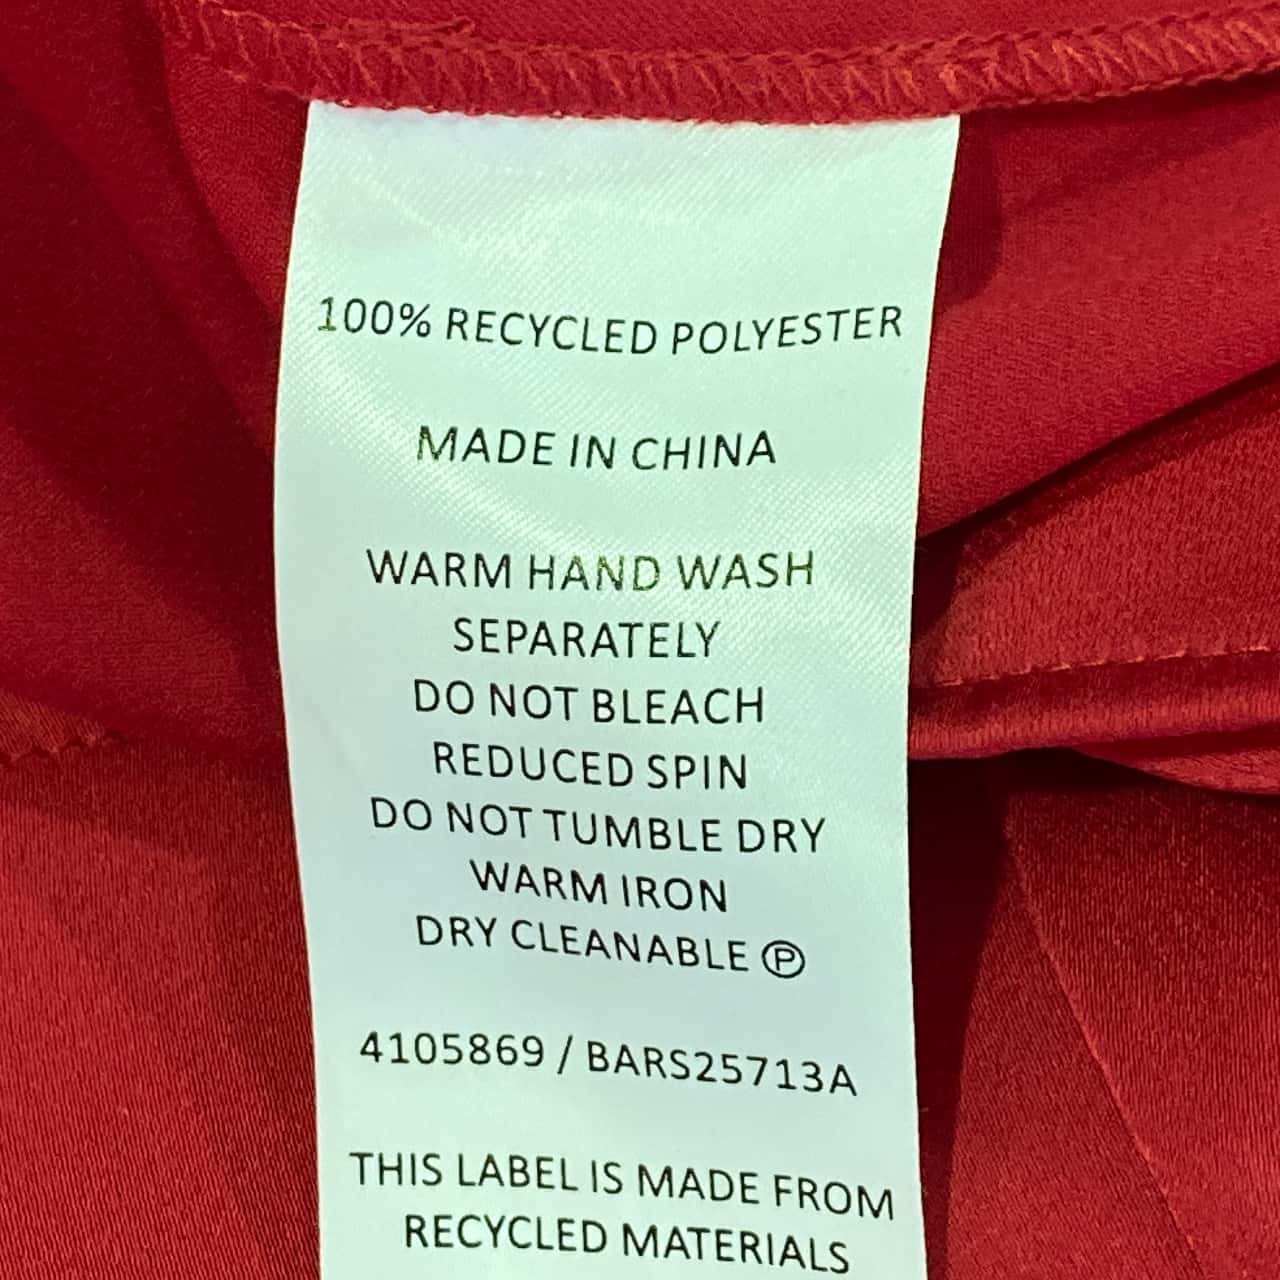 100% RECYCLED POLYESTER
MADE IN CHINA
WARM HAND WASH
SEPARATELY
DO NOT BLEACH
REDUCED SPIN
DO NOT TUMBLE DRY
WARM IRON
DRY CLEANABLE Ⓟ
4105869 / BARS25713A
THIS LABEL IS MADE FROM
RECYCLED MATERIALS